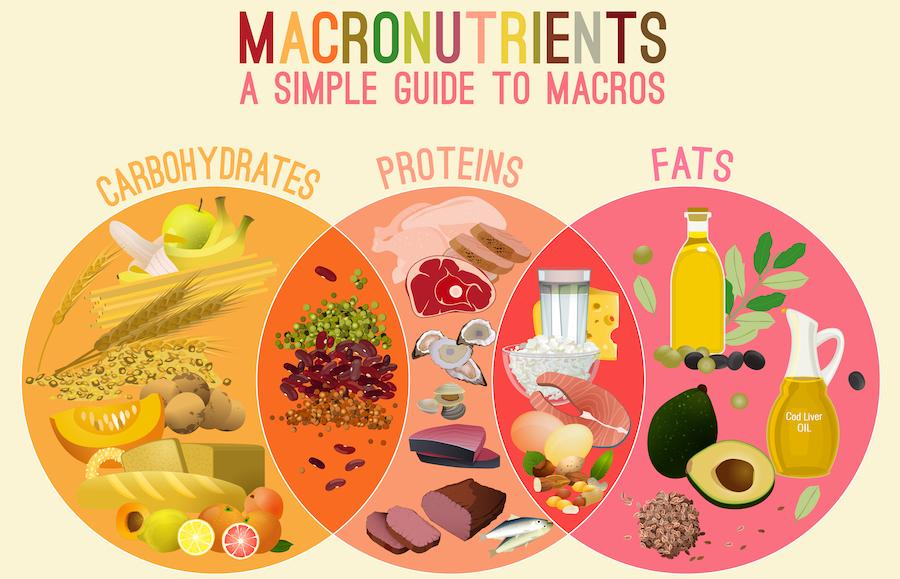 MACRONUTRIENTS
A SIMPLE GUIDE TO MACROS
CARBOHYDRATES
PROTEINS
FATS
Cod Liver
OIL